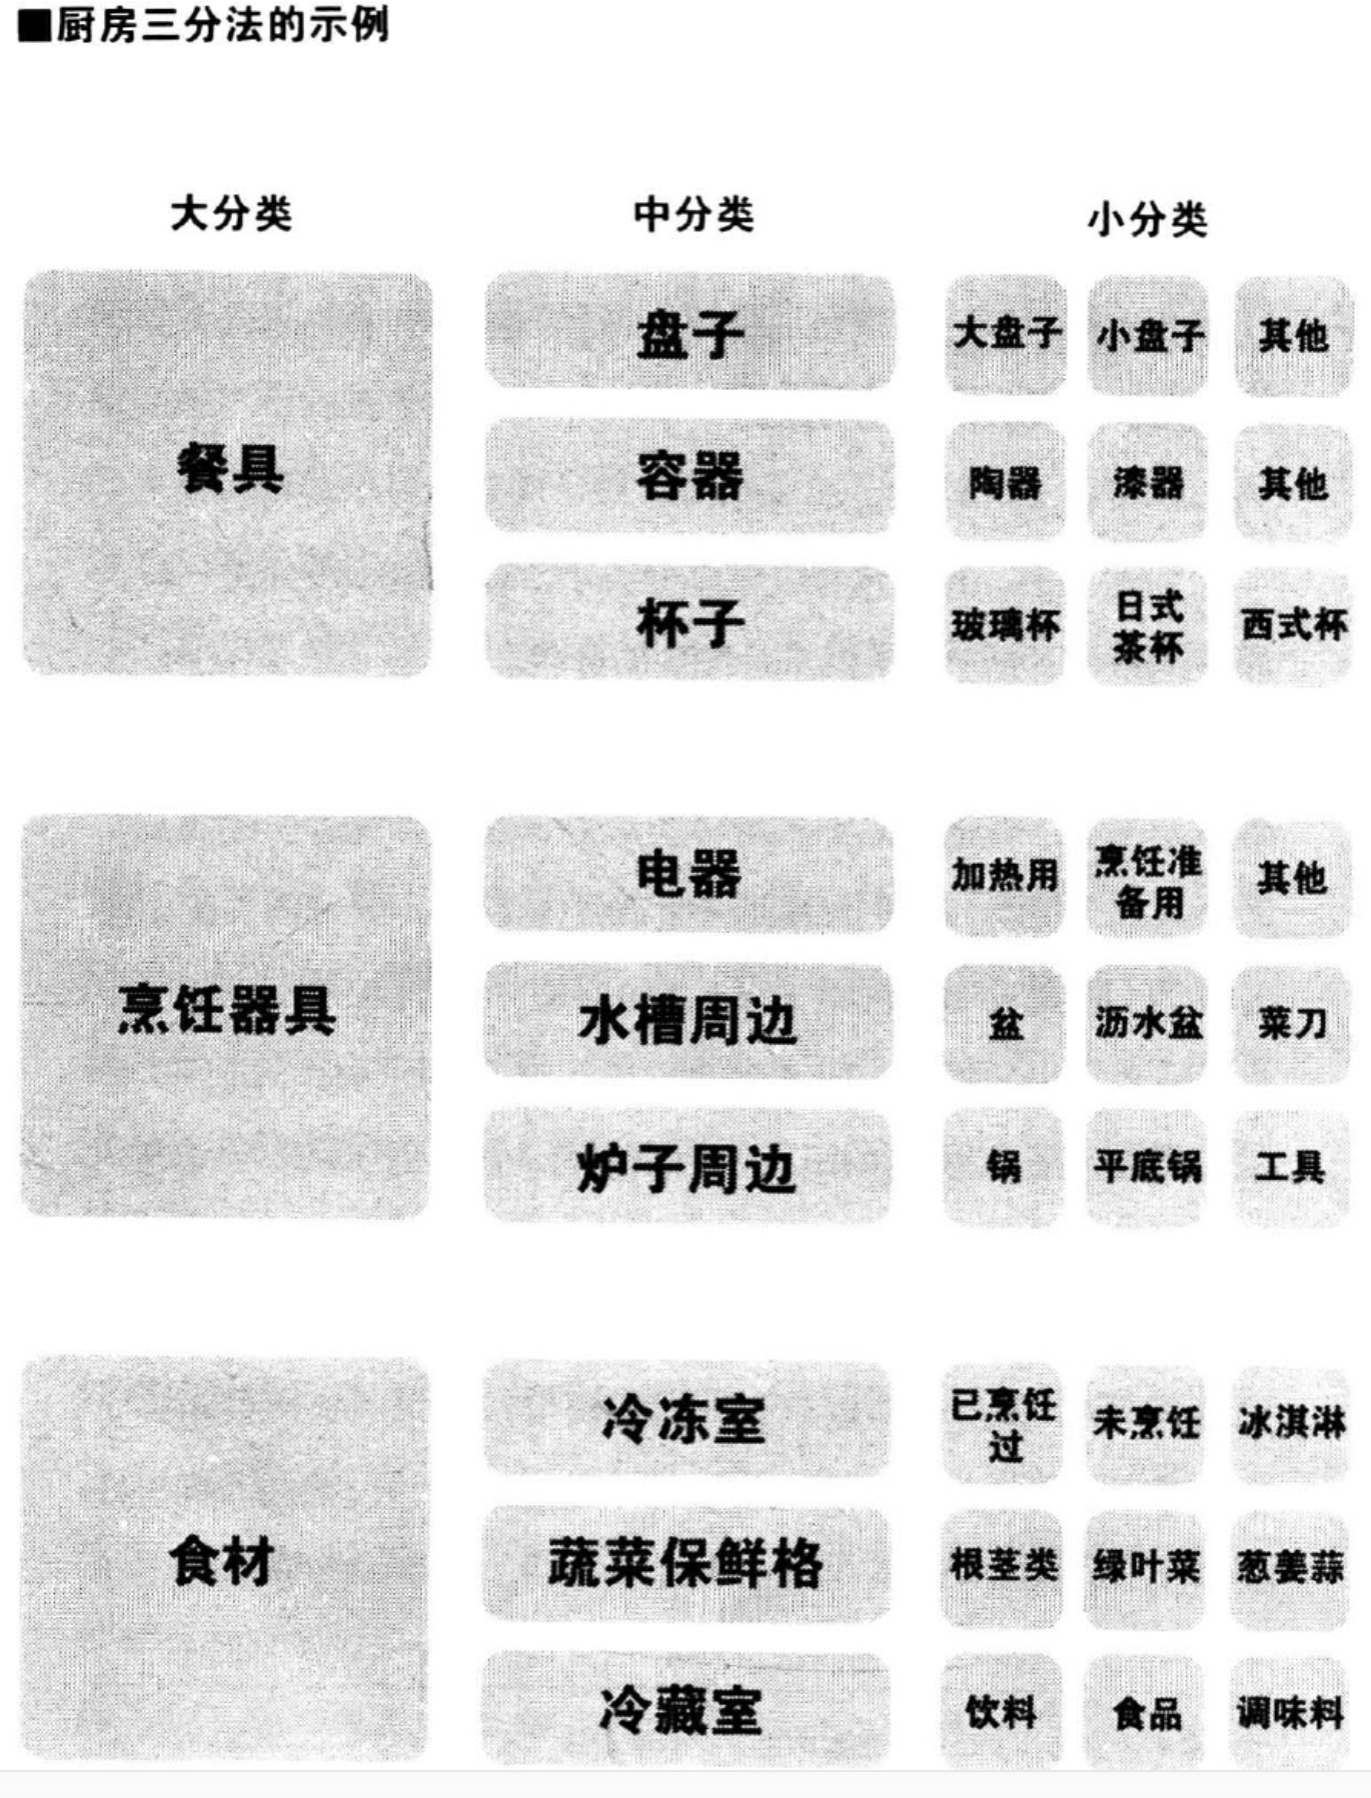 ■厨房三分法的示例
大分类 中分类 小分类
餐具
盘子 大盘子 小盘子 其他
容器 陶器 漆器 其他
杯子 玻璃杯 日式茶杯 西式杯
烹饪器具
电器 加热用 烹饪准备用 其他
水槽周边 盆 沥水盆 菜刀
炉子周边 锅 平底锅 工具
食材
冷冻室 已烹饪过 未烹饪 冰淇淋
蔬菜保鲜格 根茎类 绿叶菜 葱姜蒜
冷藏室 饮料 食品 调味料